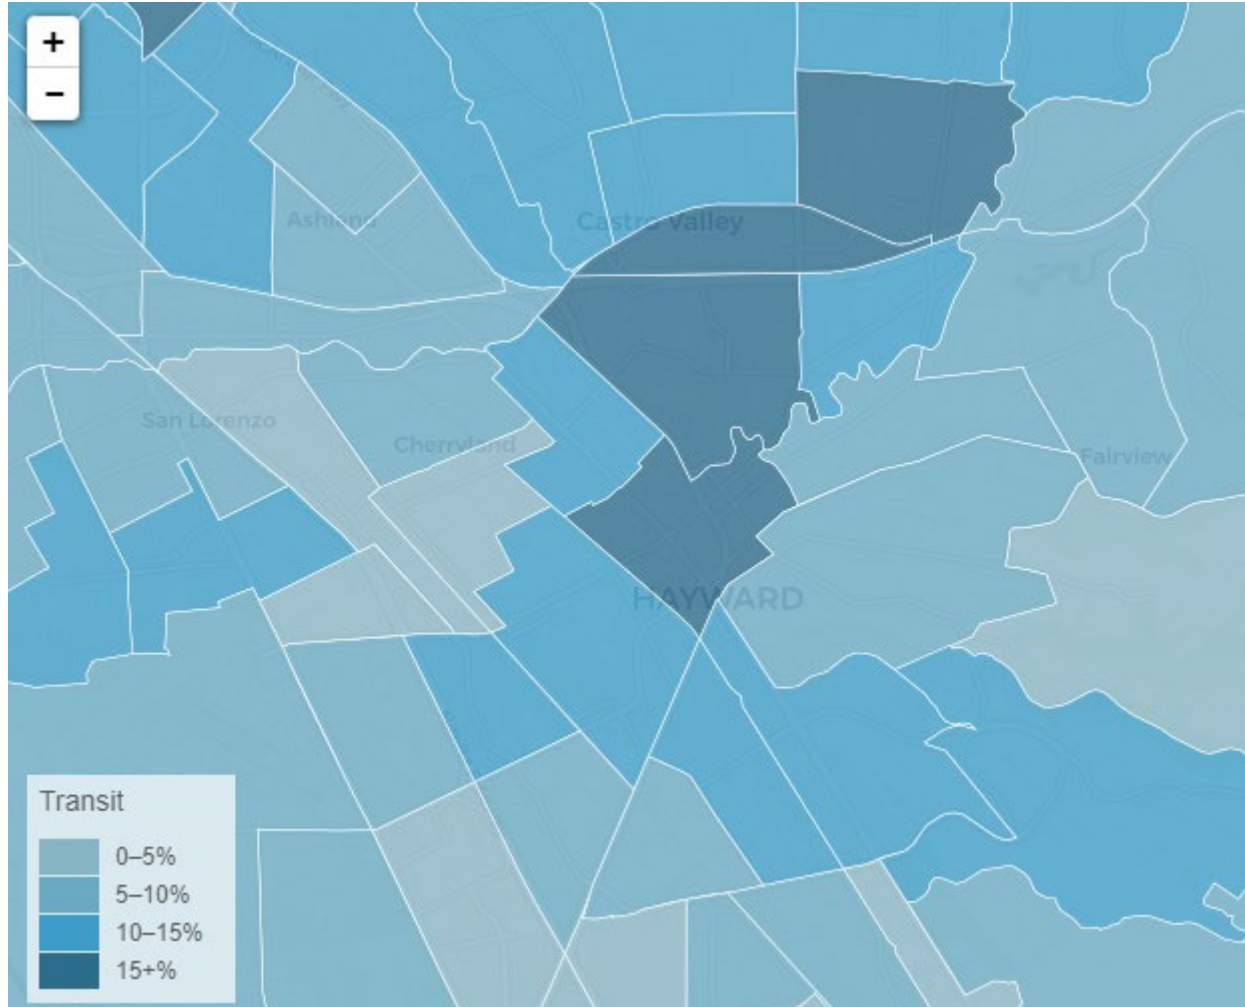 +
−
Ashland
Castro Valley
San Lorenzo
Cherryland
Fairview
HAYWARD
Transit
0–5%
5–10%
10–15%
15+%